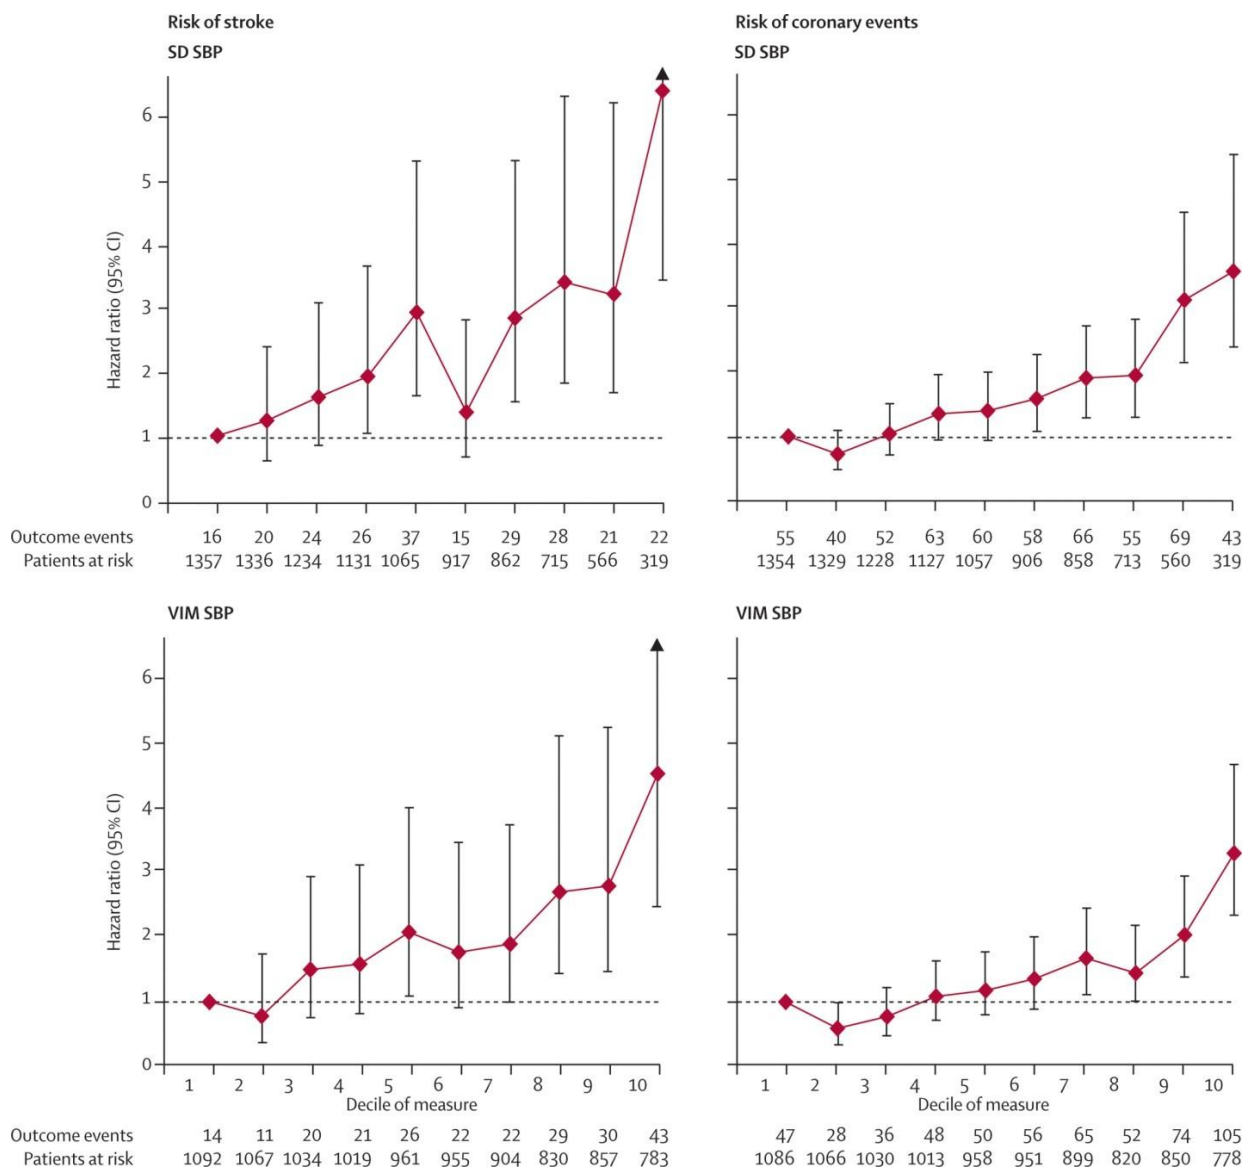 Risk of stroke
SD SBP
Hazard ratio (95% CI)
6
5
4
3
2
1
0
Outcome events 16 20 24 26 37 15 29 28 21 22
Patients at risk 1357 1336 1234 1131 1065 917 862 715 566 319
Risk of coronary events
SD SBP
55 40 52 63 60 58 66 55 69 43
1354 1329 1228 1127 1057 906 858 713 560 319
VIM SBP
Hazard ratio (95% CI)
6
5
4
3
2
1
0
1 2 3 4 5 6 7 8 9 10
Decile of measure
Outcome events 14 11 20 21 26 22 22 29 30 43
Patients at risk 1092 1067 1034 1019 961 955 904 830 857 783
VIM SBP
1 2 3 4 5 6 7 8 9 10
Decile of measure
47 28 36 48 50 56 65 52 74 105
1086 1066 1030 1013 958 951 899 820 850 778